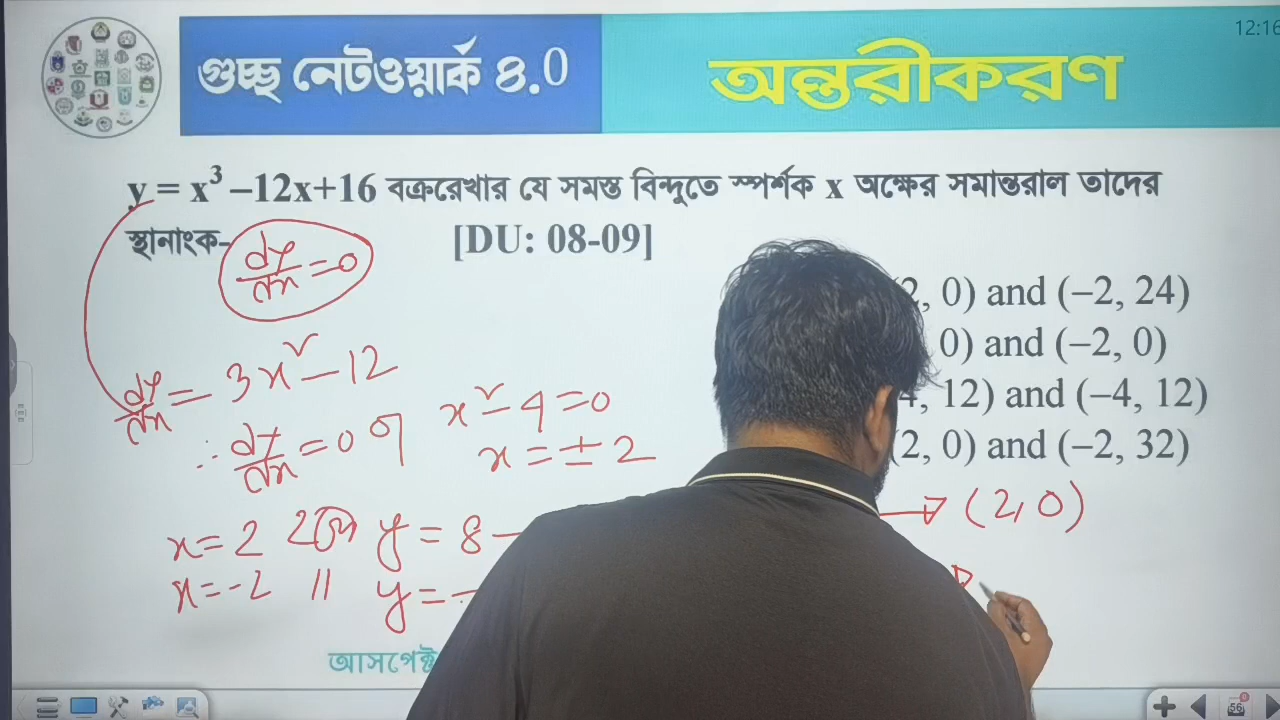 12:16
গুচ্ছ নেটওয়ার্ক ৪.0
অন্তরীকরণ
y = x³ –12x+16 বক্ররেখার যে সমস্ত বিন্দুতে স্পর্শক x অক্ষের সমান্তরাল তাদের
স্থানাংক-
[DU: 08-09]
dy/dx = 0
2, 0) and (–2, 24)
0) and (–2, 0)
4, 12) and (–4, 12)
(2, 0) and (–2, 32)
dy/dx = 3x² – 12
∴ dy/dx = 0 এ
x² – 4 = 0
x = ± 2
x = 2 হলে y = 8 –
(2, 0)
x = -2 〃 y = –
আসপেক্ট
56